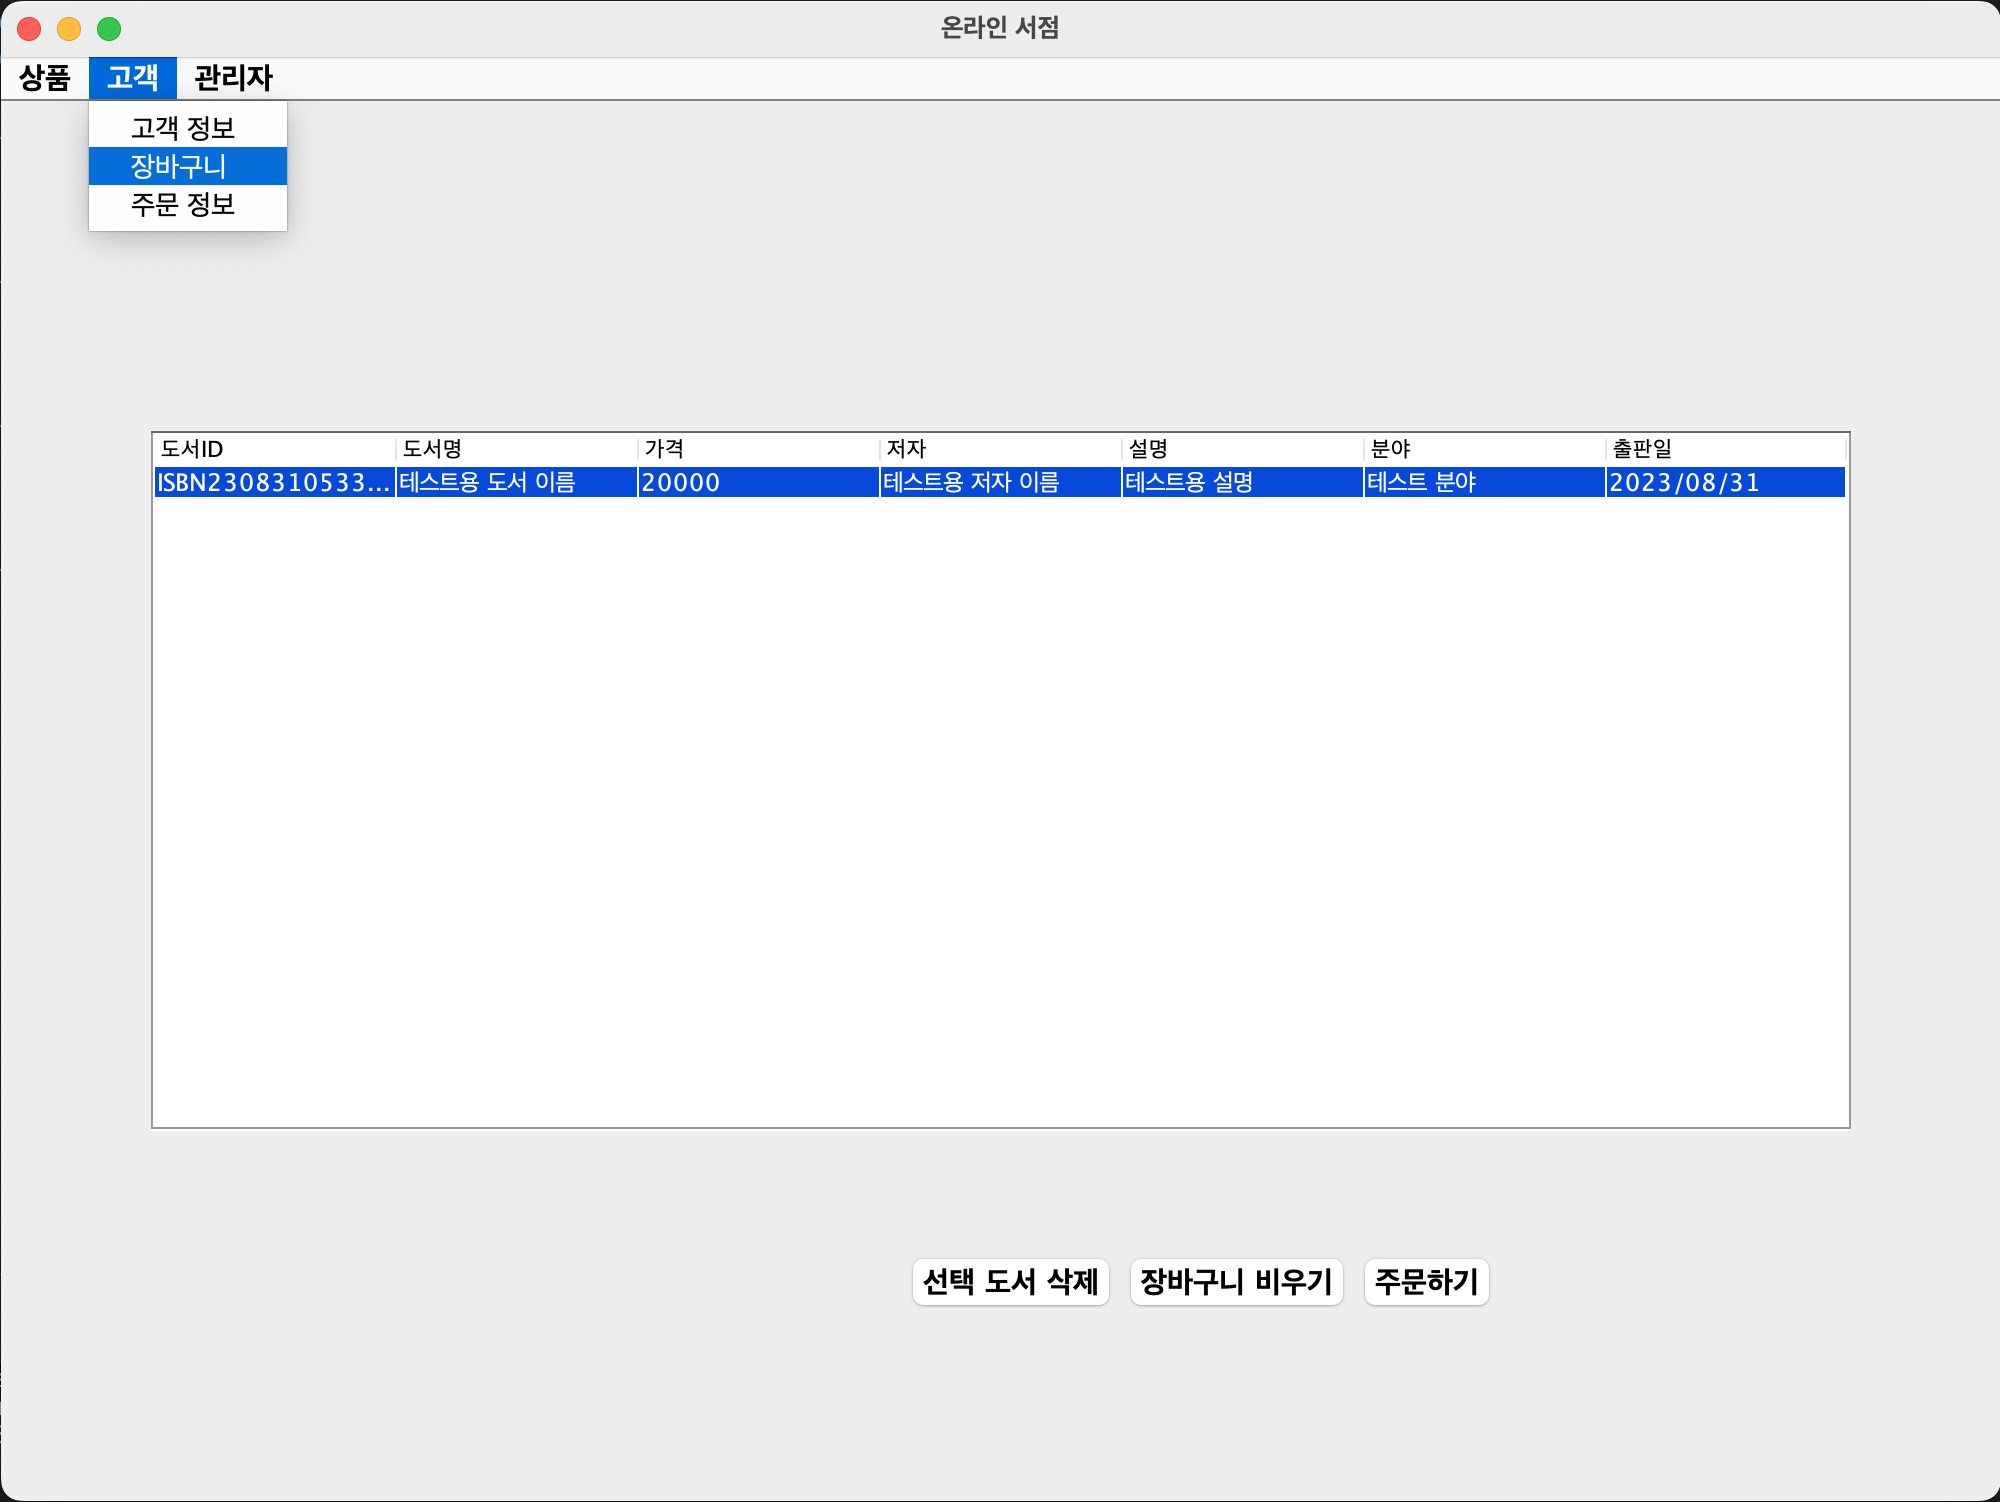 온라인 서점
상품 고객 관리자
고객 정보
장바구니
주문 정보
도서ID 도서명 가격 저자 설명 분야 출판일
ISBN2308310533... 테스트용 도서 이름 20000 테스트용 저자 이름 테스트용 설명 테스트 분야 2023/08/31
선택 도서 삭제 장바구니 비우기 주문하기